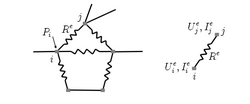 j
P_i
R^e
i
U_j^e, I_j^e
j
R^e
U_i^e, I_i^e
i